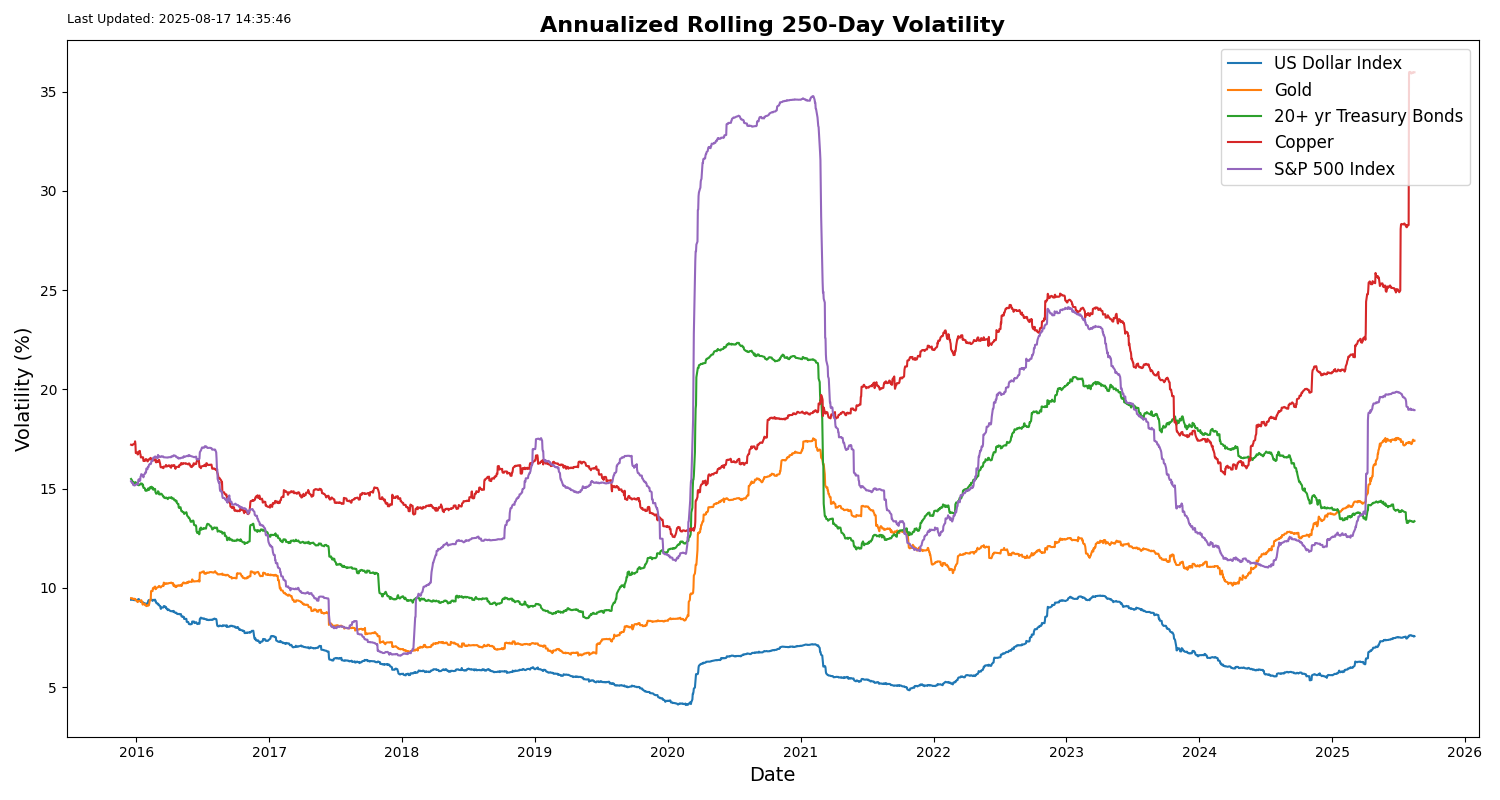 Last Updated: 2025-08-17 14:35:46
Annualized Rolling 250-Day Volatility
US Dollar Index
Gold
20+ yr Treasury Bonds
Copper
S&P 500 Index
Volatility (%)
35
30
25
20
15
10
5
2016 2017 2018 2019 2020 2021 2022 2023 2024 2025 2026
Date